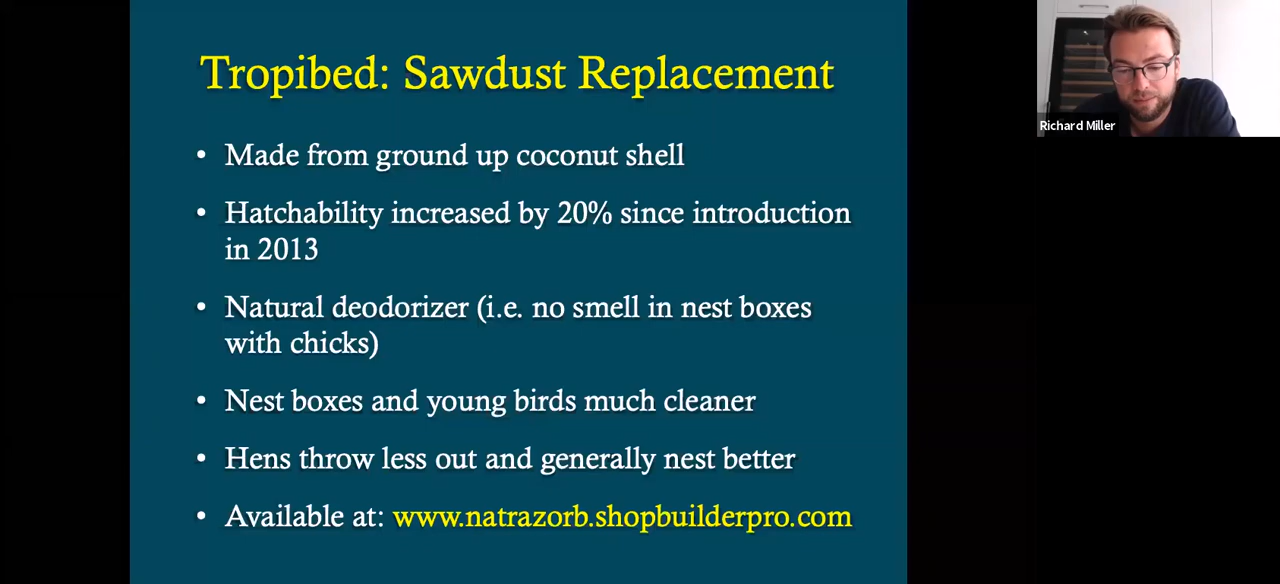 Tropibed: Sawdust Replacement
• Made from ground up coconut shell
• Hatchability increased by 20% since introduction
in 2013
• Natural deodorizer (i.e. no smell in nest boxes
with chicks)
• Nest boxes and young birds much cleaner
• Hens throw less out and generally nest better
• Available at: www.natrazorb.shopbuilderpro.com
Richard Miller